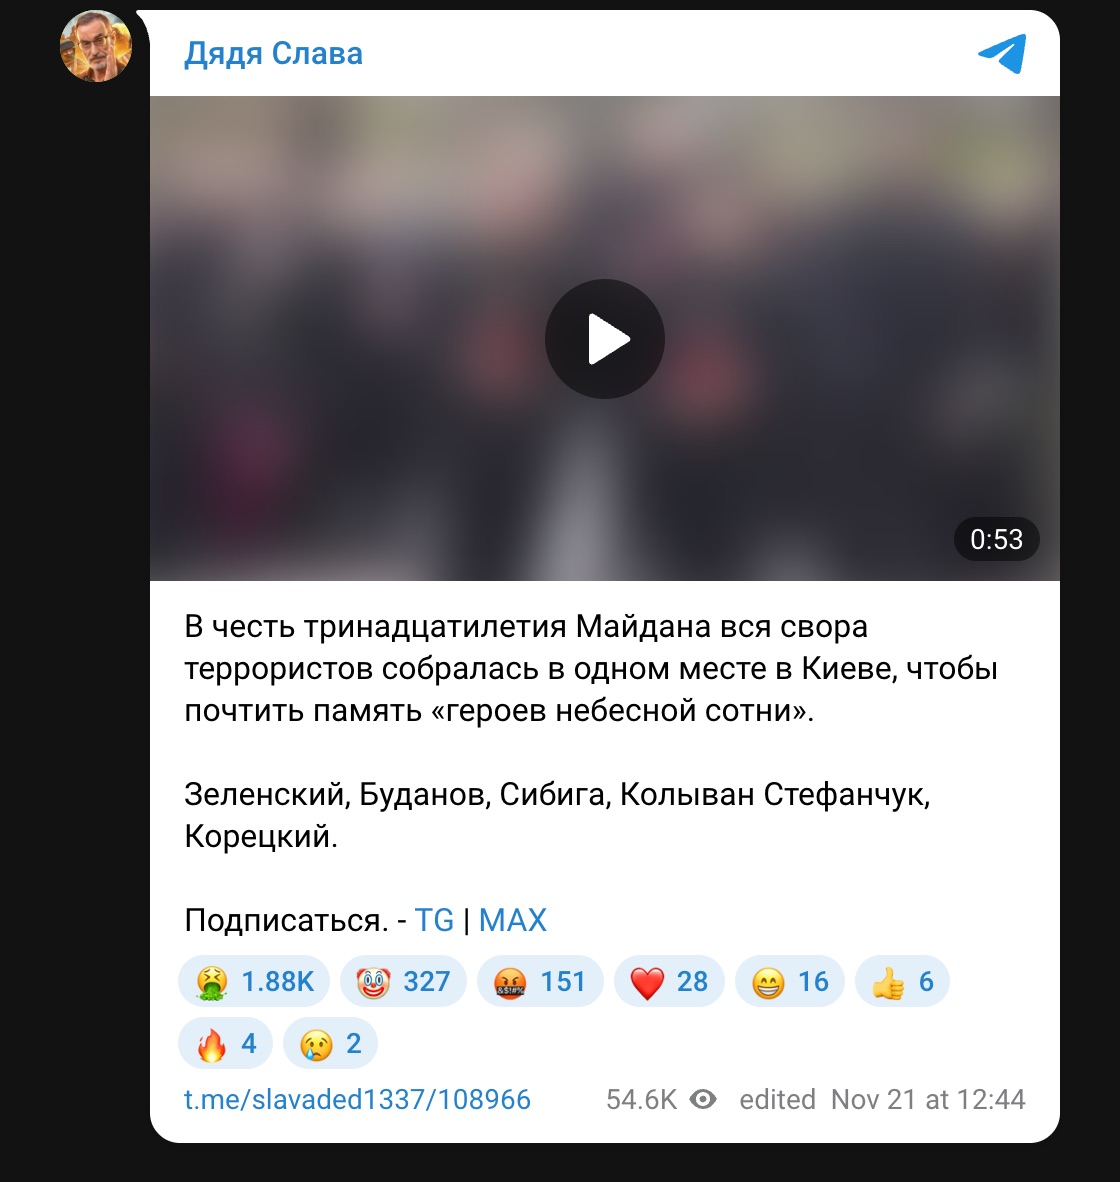 Дядя Слава
0:53
В честь тринадцатилетия Майдана вся свора
террористов собралась в одном месте в Киеве, чтобы
почтить память «героев небесной сотни».
Зеленский, Буданов, Сибига, Колыван Стефанчук,
Корецкий.
Подписаться. - TG | MAX
1.88K 327 151 28 16 6
4 2
t.me/slavaded1337/108966 54.6K edited Nov 21 at 12:44